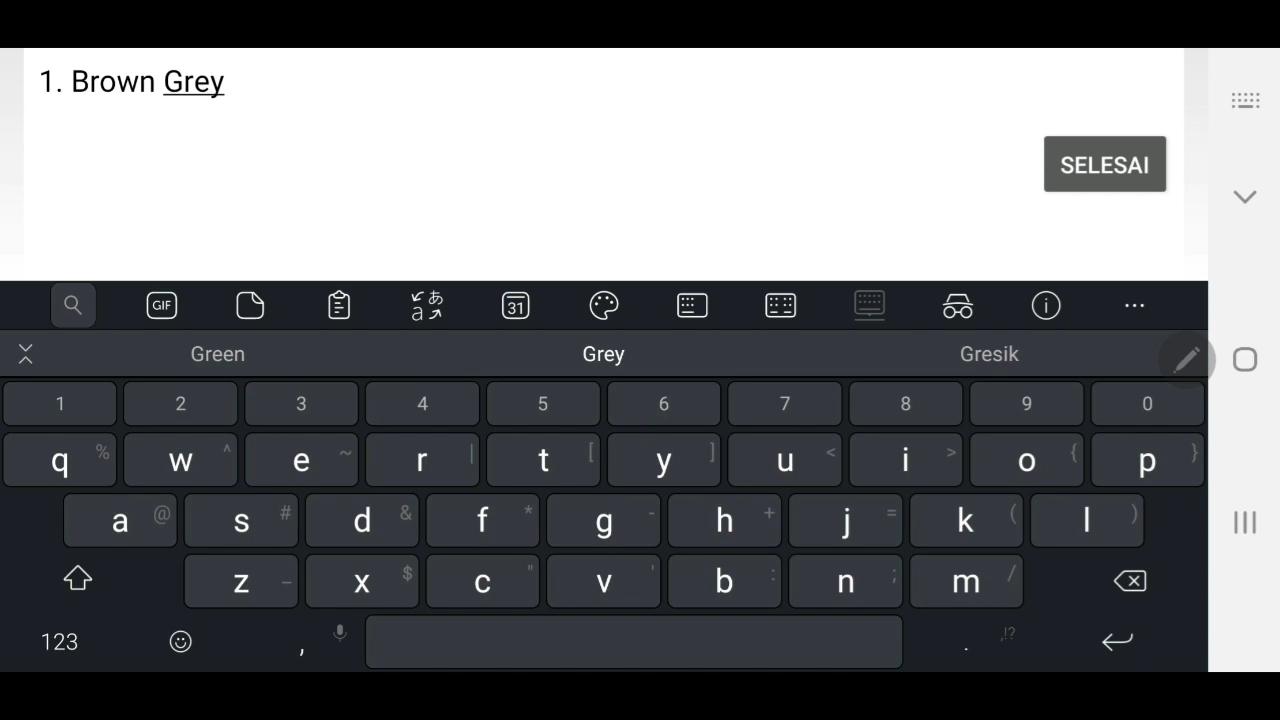 1. Brown Grey
SELESAI
GIF
31
Green Grey Gresik
1 2 3 4 5 6 7 8 9 0
q % w ^ e ~ r | t [ y ] u < i > o { p }
a @ s # d & f * g - h + j = k ( l )
z _ x $ c " v ' b : n ; m /
123 , . ,!?